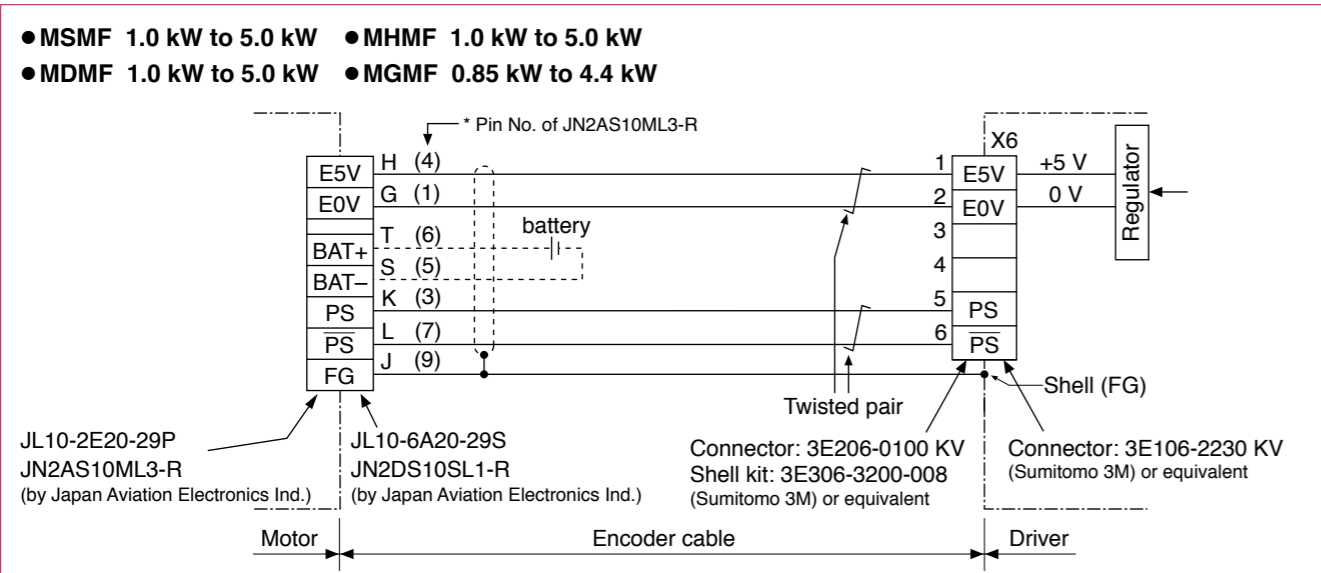 ●MSMF 1.0 kW to 5.0 kW ●MHMF 1.0 kW to 5.0 kW
●MDMF 1.0 kW to 5.0 kW ●MGMF 0.85 kW to 4.4 kW
* Pin No. of JN2AS10ML3-R
X6
E5V H (4) 1 E5V +5 V
E0V G (1) 2 E0V 0 V
Regulator
3
BAT+ T (6) battery
4
BAT– S (5)
PS K (3) 5 PS
P̅S̅ L (7) 6 P̅S̅
FG J (9)
Shell (FG)
Twisted pair
JL10-2E20-29P
JN2AS10ML3-R
(by Japan Aviation Electronics Ind.)
JL10-6A20-29S
JN2DS10SL1-R
(by Japan Aviation Electronics Ind.)
Connector: 3E206-0100 KV
Shell kit: 3E306-3200-008
(Sumitomo 3M) or equivalent
Connector: 3E106-2230 KV
(Sumitomo 3M) or equivalent
Motor Encoder cable Driver